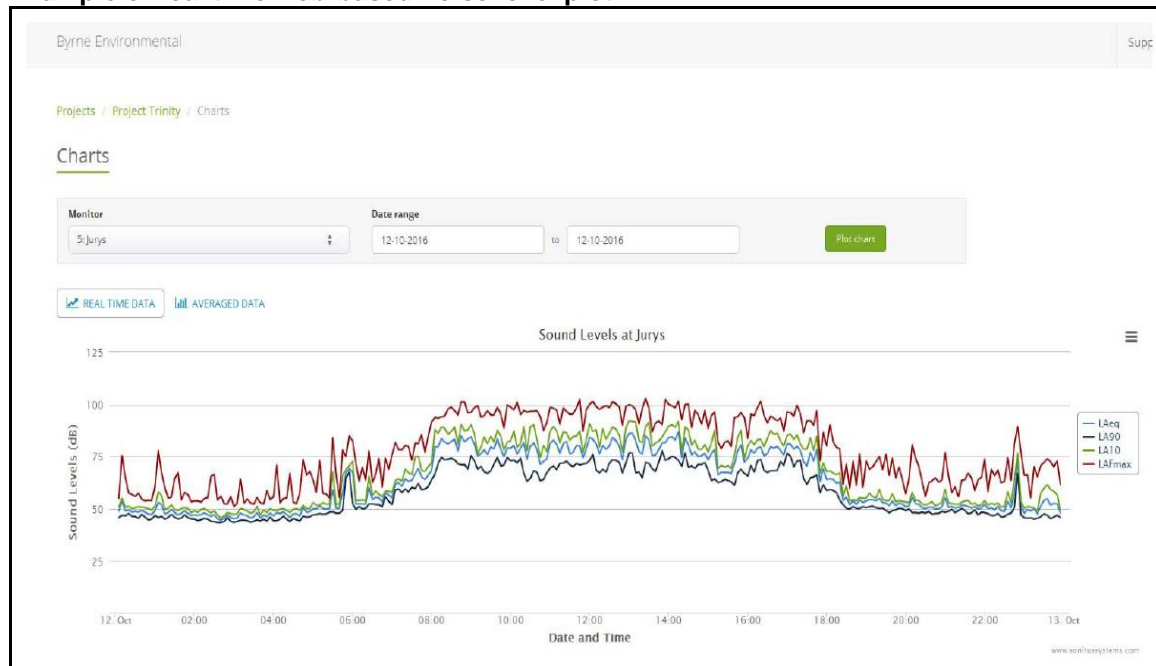 Byrne Environmental
Supp
Projects / Project Trinity / Charts
Charts
Monitor
Date range
5: Jurys
12-10-2016
to
12-10-2016
Plot chart
REAL TIME DATA
AVERAGED DATA
Sound Levels at Jurys
125
100
75
50
25
Sound Levels (dB)
LAeq
LA90
LA10
LAFmax
12. Oct
02:00
04:00
06:00
08:00
10:00
12:00
14:00
16:00
18:00
20:00
22:00
13. Oct
Date and Time
www.sonitussystems.com